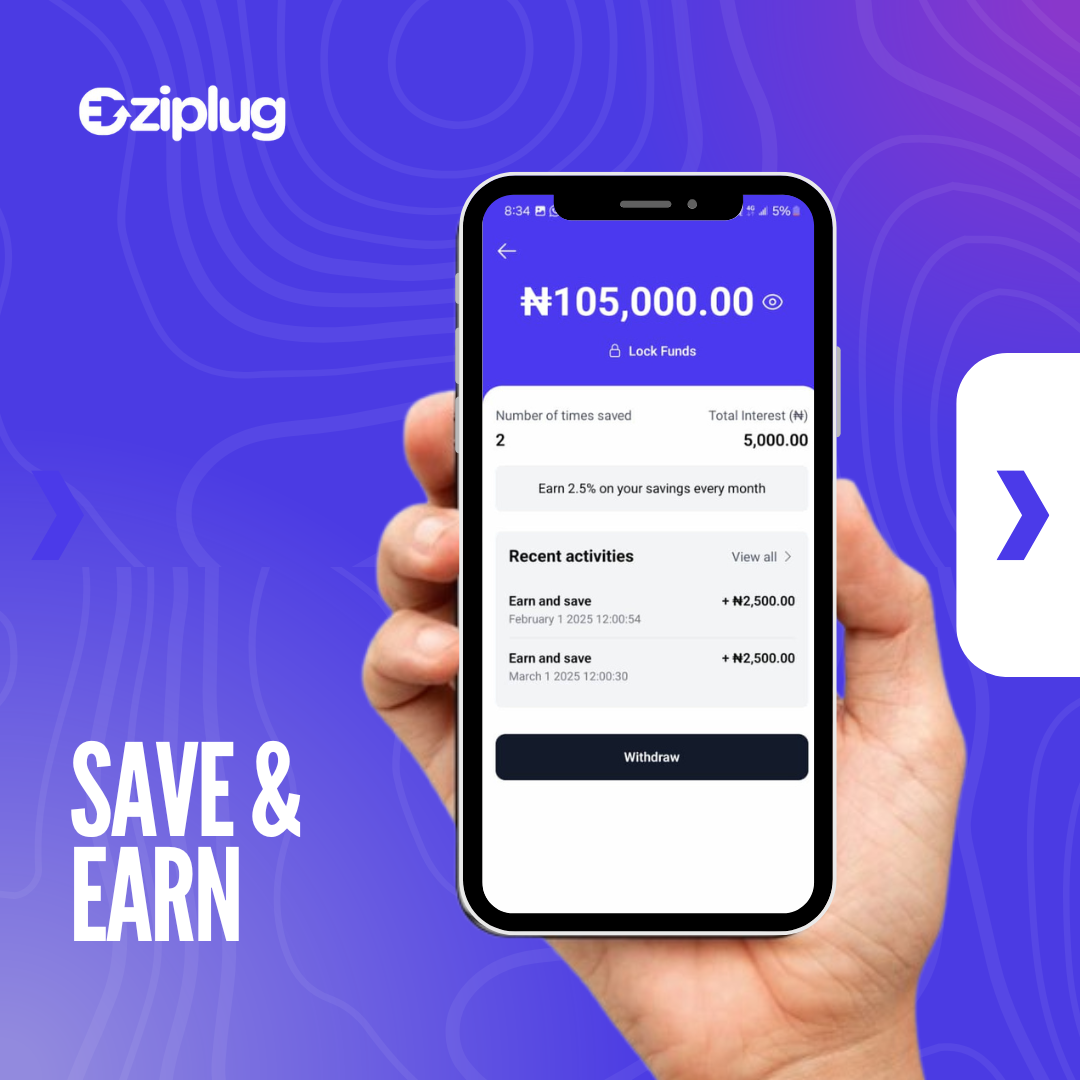 Eziplug
8:34 4G 5%
₦105,000.00
Lock Funds
Number of times saved Total Interest (₦)
2 5,000.00
Earn 2.5% on your savings every month
Recent activities View all
Earn and save + ₦2,500.00
February 1 2025 12:00:54
Earn and save + ₦2,500.00
March 1 2025 12:00:30
Withdraw
SAVE &
EARN